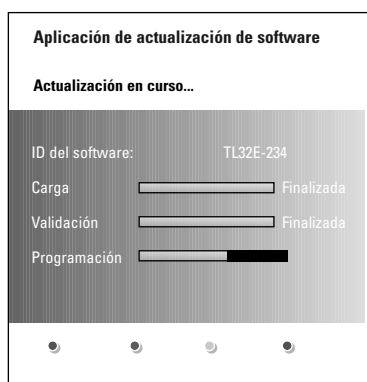 Aplicación de actualización de software
Actualización en curso...
ID del software: TL32E-234
Carga Finalizada
Validación Finalizada
Programación